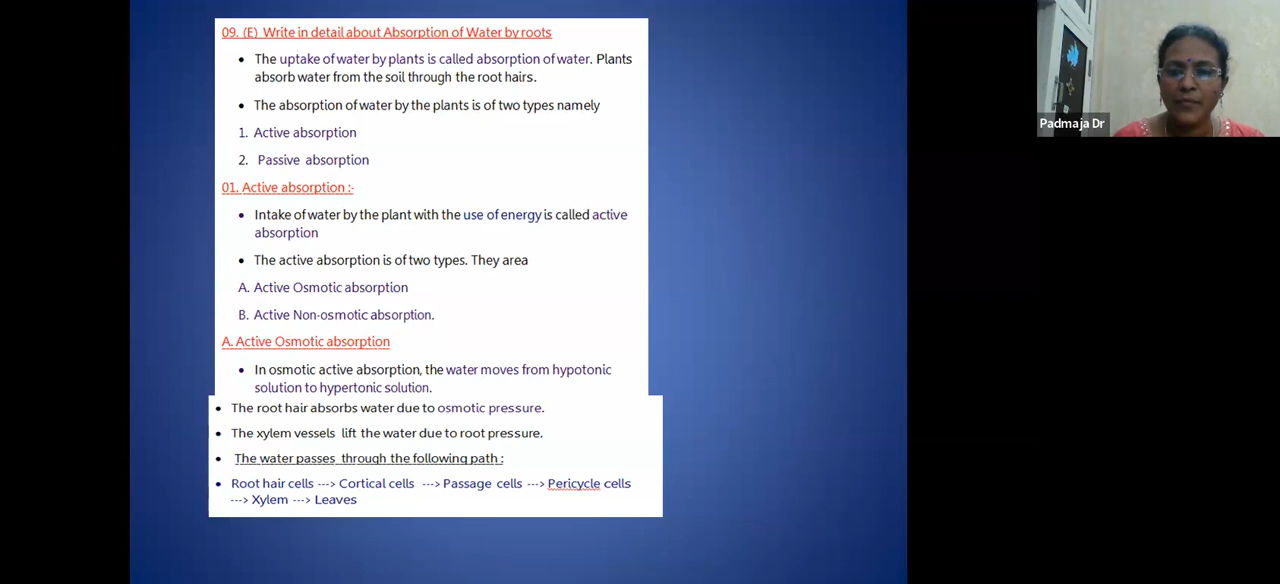 09. (E) Write in detail about Absorption of Water by roots
• The uptake of water by plants is called absorption of water. Plants
absorb water from the soil through the root hairs.
• The absorption of water by the plants is of two types namely
1. Active absorption
2. Passive absorption
01. Active absorption :-
• Intake of water by the plant with the use of energy is called active
absorption
• The active absorption is of two types. They area
A. Active Osmotic absorption
B. Active Non-osmotic absorption.
A. Active Osmotic absorption
• In osmotic active absorption, the water moves from hypotonic
solution to hypertonic solution.
• The root hair absorbs water due to osmotic pressure.
• The xylem vessels lift the water due to root pressure.
• The water passes through the following path :
• Root hair cells ---> Cortical cells ---> Passage cells ---> Pericycle cells
---> Xylem ---> Leaves
Padmaja Dr